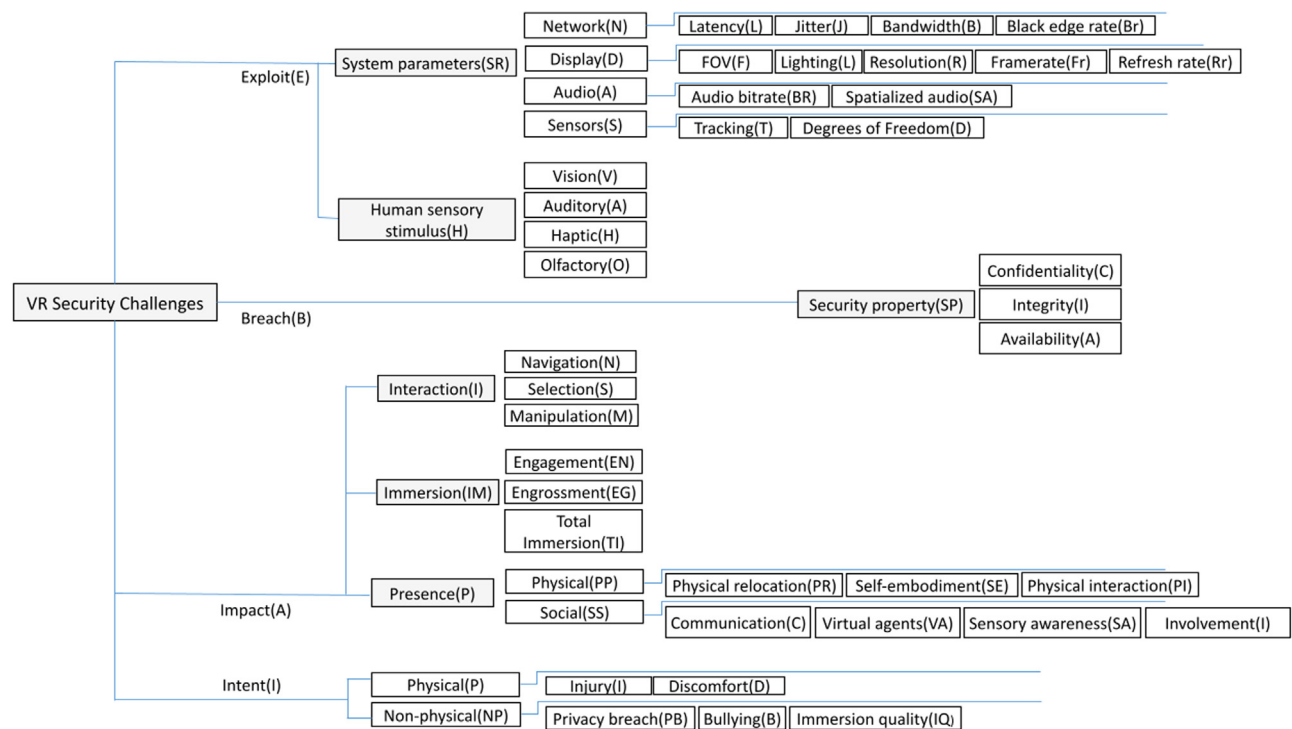 Network(N)
Latency(L)
Jitter(J)
Bandwidth(B)
Black edge rate(Br)
System parameters(SR)
Display(D)
FOV(F)
Lighting(L)
Resolution(R)
Framerate(Fr)
Refresh rate(Rr)
Exploit(E)
Audio(A)
Audio bitrate(BR)
Spatialized audio(SA)
Sensors(S)
Tracking(T)
Degrees of Freedom(D)
Human sensory
stimulus(H)
Vision(V)
Auditory(A)
Haptic(H)
Olfactory(O)
VR Security Challenges
Breach(B)
Security property(SP)
Confidentiality(C)
Integrity(I)
Availability(A)
Interaction(I)
Navigation(N)
Selection(S)
Manipulation(M)
Immersion(IM)
Engagement(EN)
Engrossment(EG)
Total
Immersion(TI)
Impact(A)
Presence(P)
Physical(PP)
Physical relocation(PR)
Self-embodiment(SE)
Physical interaction(PI)
Social(SS)
Communication(C)
Virtual agents(VA)
Sensory awareness(SA)
Involvement(I)
Intent(I)
Physical(P)
Injury(I)
Discomfort(D)
Non-physical(NP)
Privacy breach(PB)
Bullying(B)
Immersion quality(IQ)